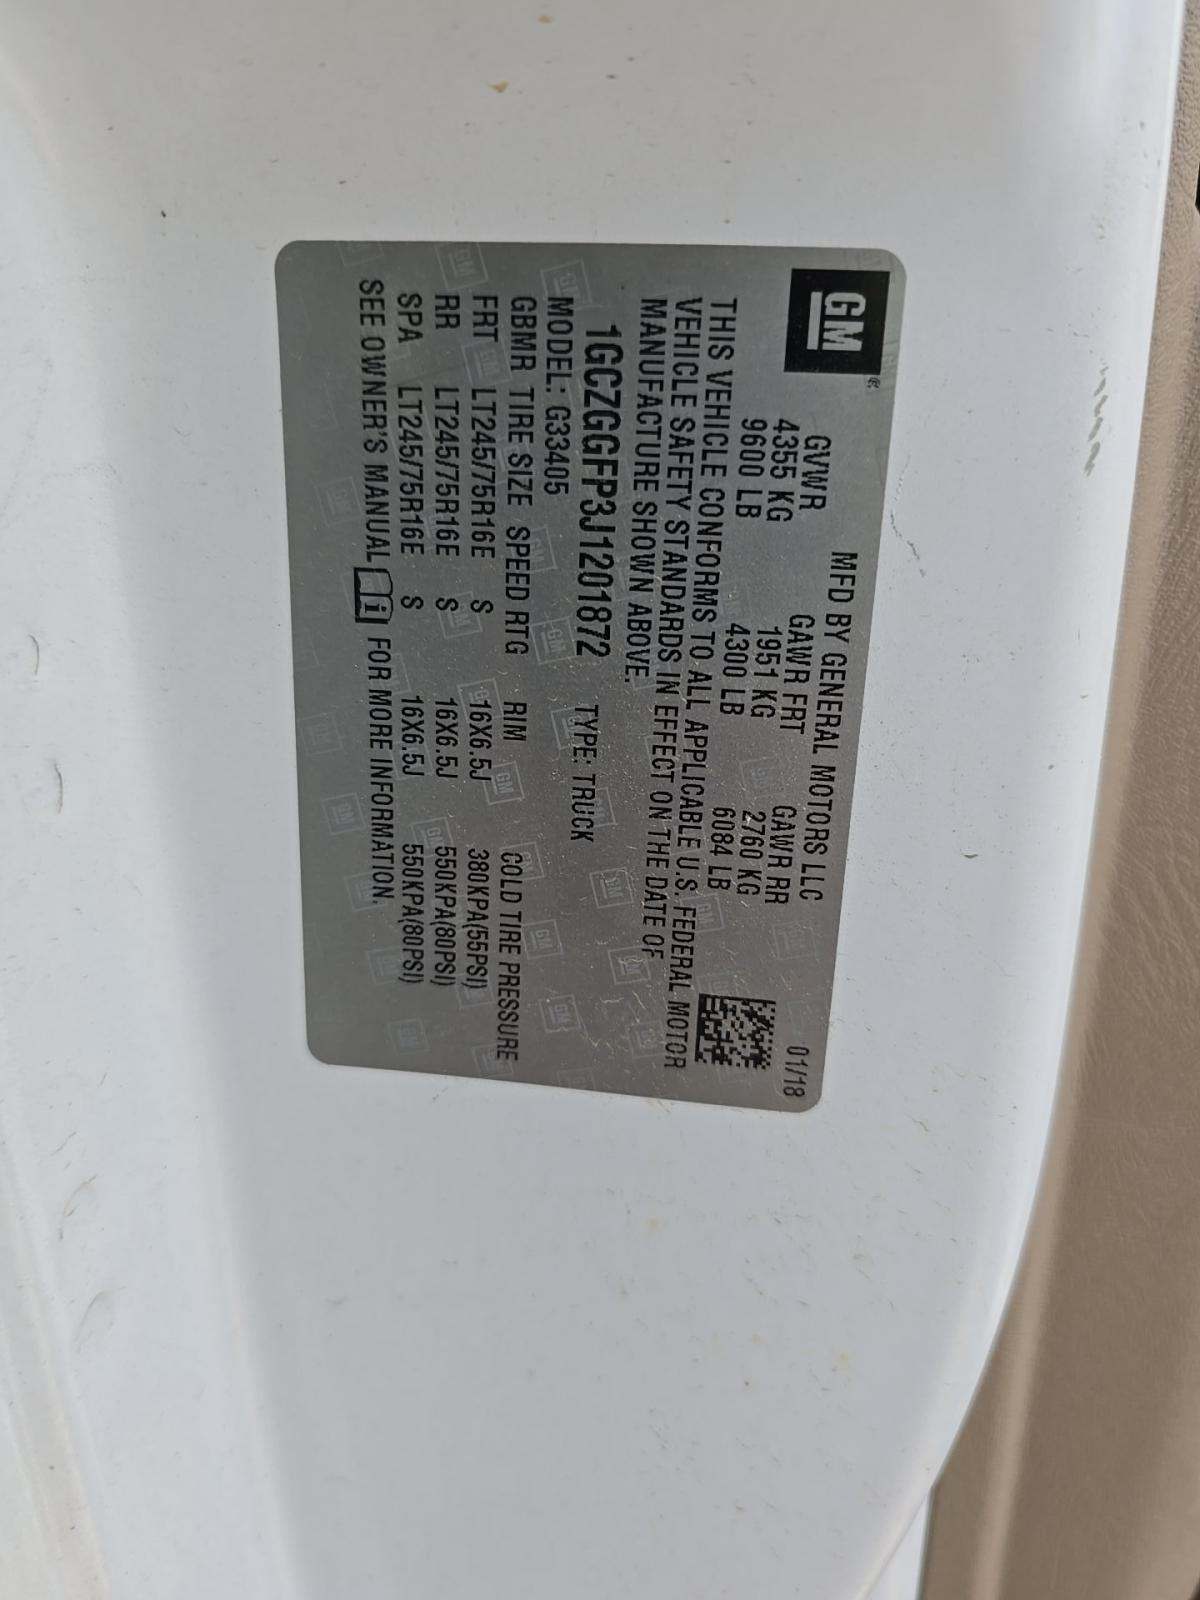 GM®
MFD BY GENERAL MOTORS LLC 01/18
GVWR GAWR FRT GAWR RR
4355 KG 1951 KG 2760 KG
9600 LB 4300 LB 6084 LB
THIS VEHICLE CONFORMS TO ALL APPLICABLE U.S. FEDERAL MOTOR
VEHICLE SAFETY STANDARDS IN EFFECT ON THE DATE OF
MANUFACTURE SHOWN ABOVE.
1GCZGGFP3J1201872 TYPE: TRUCK
MODEL: G33405
GBMR TIRE SIZE SPEED RTG RIM COLD TIRE PRESSURE
FRT LT245/75R16E S 16X6.5J 380KPA(55PSI)
RR LT245/75R16E S 16X6.5J 550KPA(80PSI)
SPA LT245/75R16E S 16X6.5J 550KPA(80PSI)
SEE OWNER'S MANUAL i FOR MORE INFORMATION.